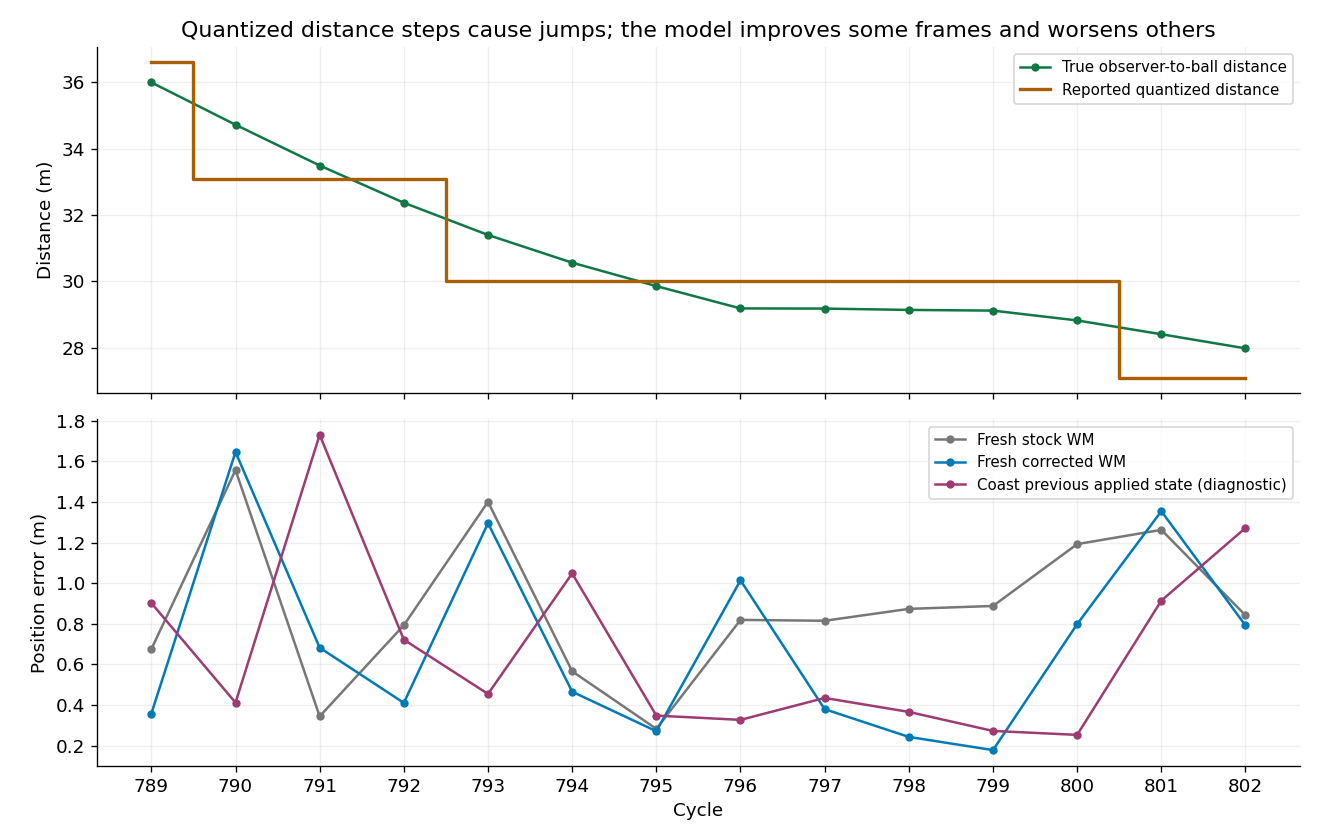 Quantized distance steps cause jumps; the model improves some frames and worsens others
True observer-to-ball distance
Reported quantized distance
Distance (m)
36
34
32
30
28
Fresh stock WM
Fresh corrected WM
Coast previous applied state (diagnostic)
Position error (m)
1.8
1.6
1.4
1.2
1.0
0.8
0.6
0.4
0.2
789 790 791 792 793 794 795 796 797 798 799 800 801 802
Cycle